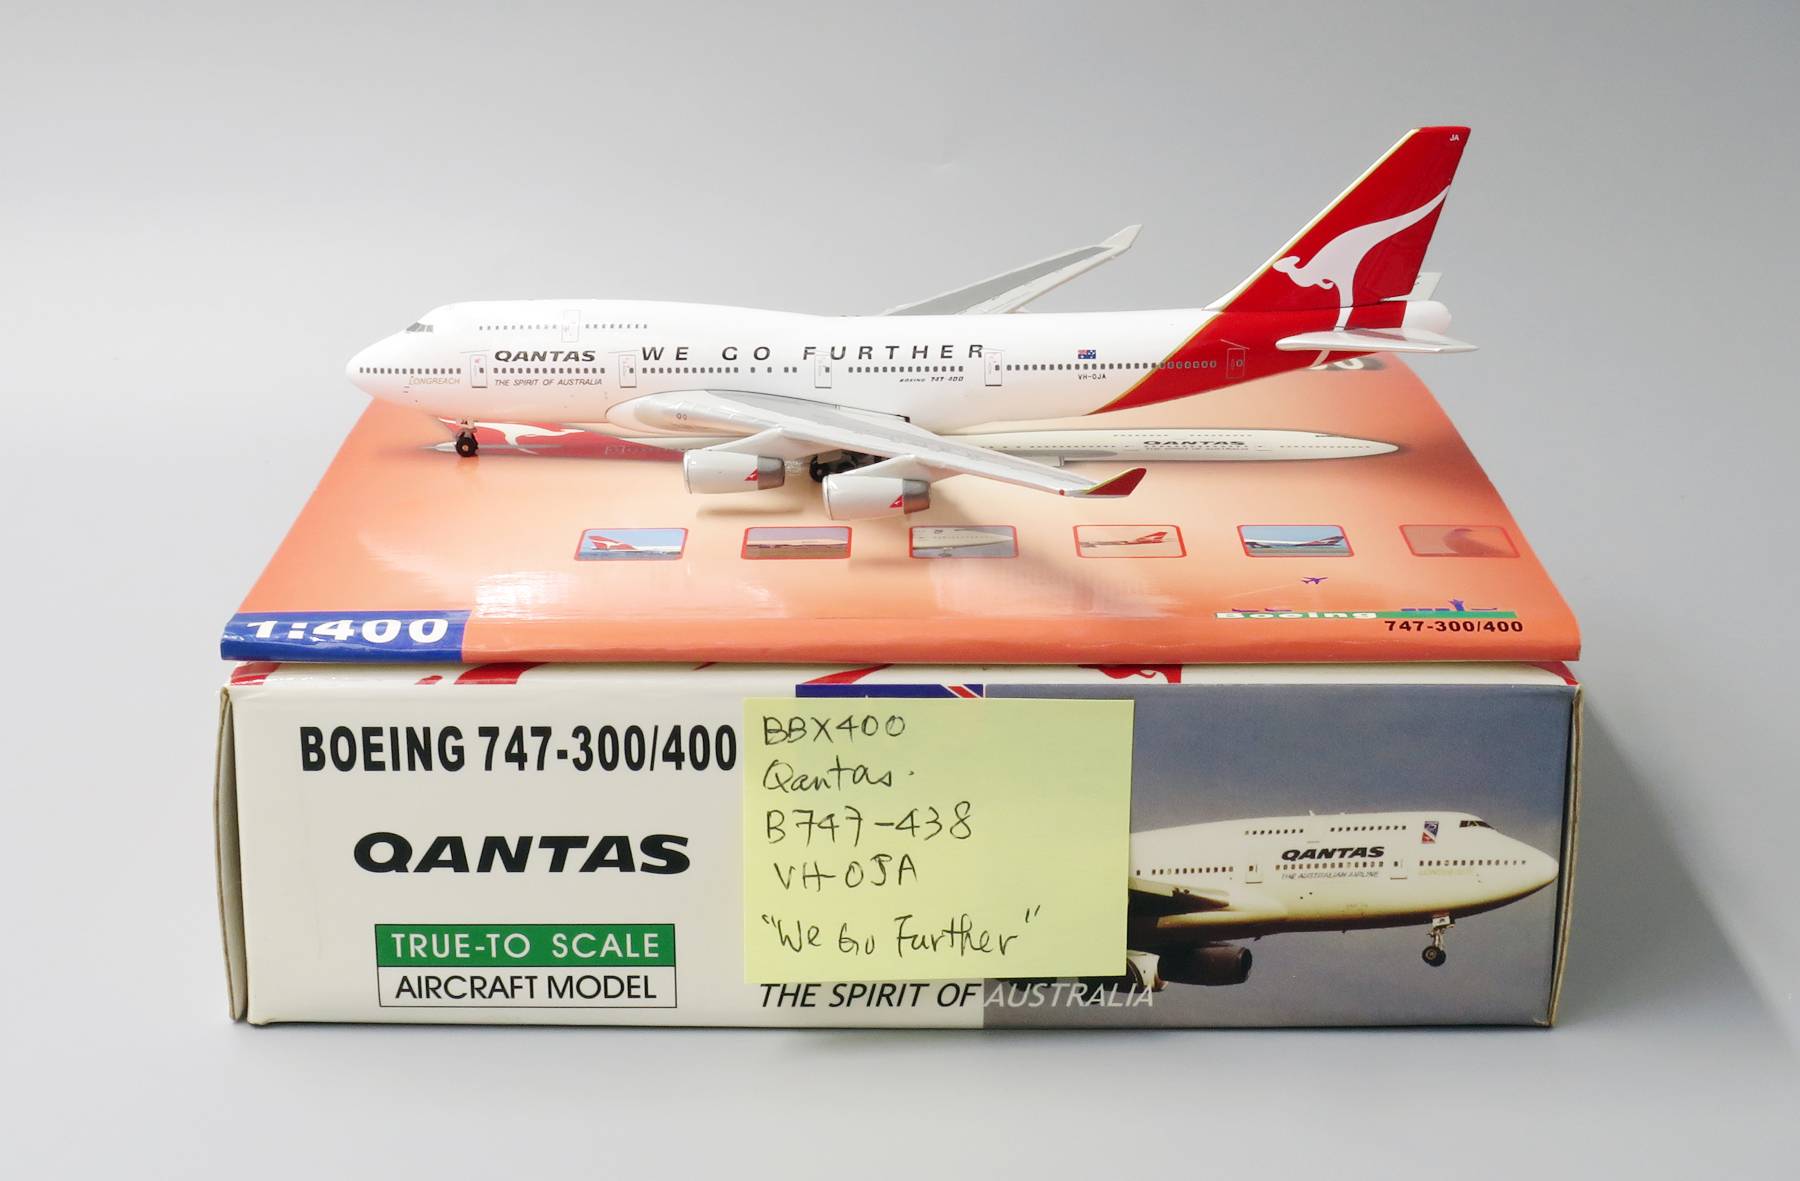 JA
QANTAS
WE GO FURTHER
LONGREACH
THE SPIRIT OF AUSTRALIA
BOEING 747-400
VH-OJA
QANTAS
1:400
Boeing
747-300/400
BOEING 747-300/400
QANTAS
TRUE-TO SCALE
AIRCRAFT MODEL
BBX400
Qantas.
B747-438
VH-OJA
"We Go Further"
THE SPIRIT OF AUSTRALIA
QANTAS
THE AUSTRALIAN AIRLINE